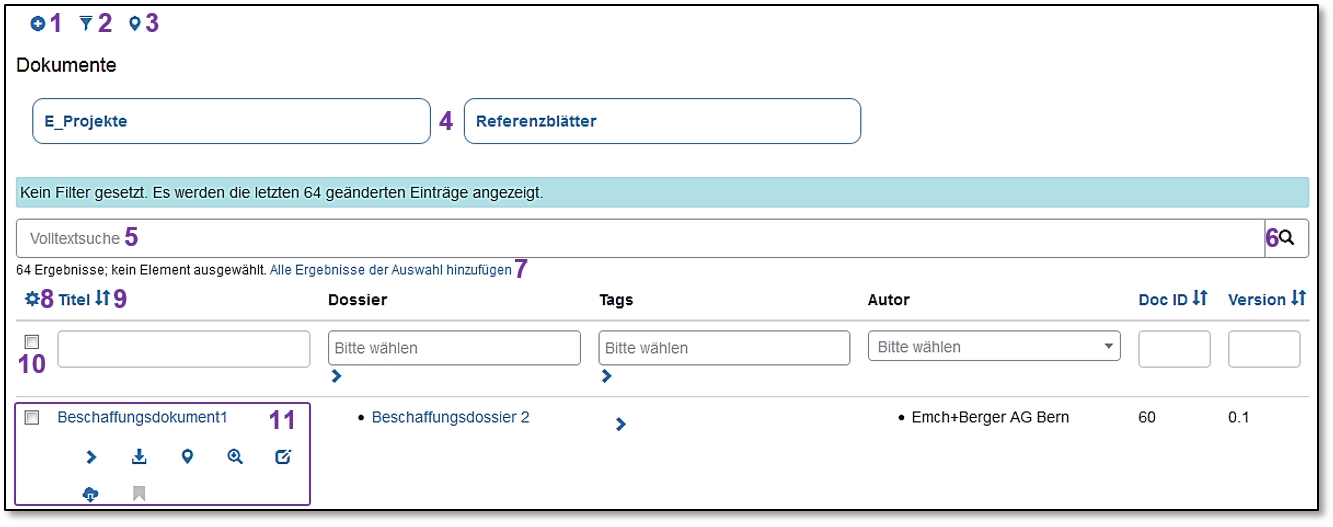 1 2 3
Dokumente
E_Projekte 4 Referenzblätter
Kein Filter gesetzt. Es werden die letzten 64 geänderten Einträge angezeigt.
Volltextsuche 5 6
64 Ergebnisse; kein Element ausgewählt. Alle Ergebnisse der Auswahl hinzufügen 7
8 Titel 9 Dossier Tags Autor Doc ID Version
Bitte wählen Bitte wählen Bitte wählen
10
Beschaffungsdokument1 11 • Beschaffungsdossier 2 • Emch+Berger AG Bern 60 0.1